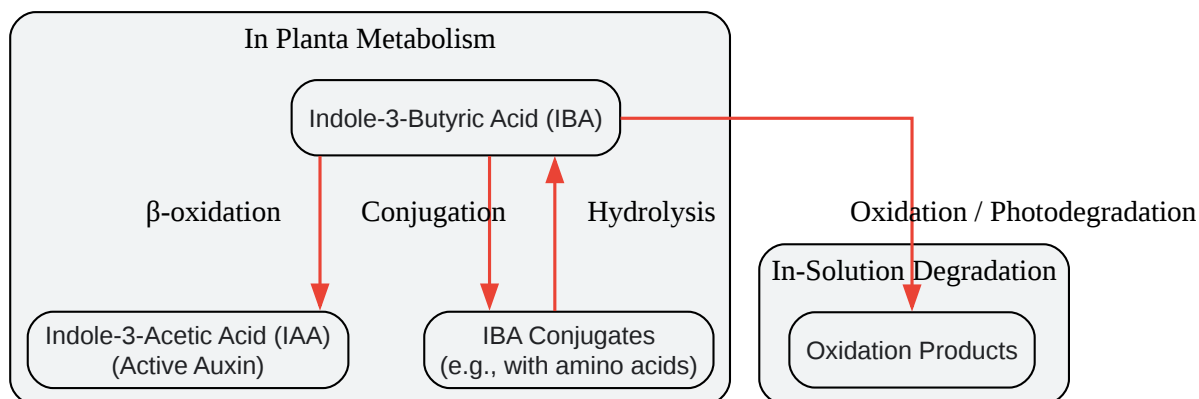 In Planta Metabolism
Indole-3-Butyric Acid (IBA)
β-oxidation
Conjugation
Hydrolysis
Oxidation / Photodegradation
In-Solution Degradation
Indole-3-Acetic Acid (IAA)
(Active Auxin)
IBA Conjugates
(e.g., with amino acids)
Oxidation Products